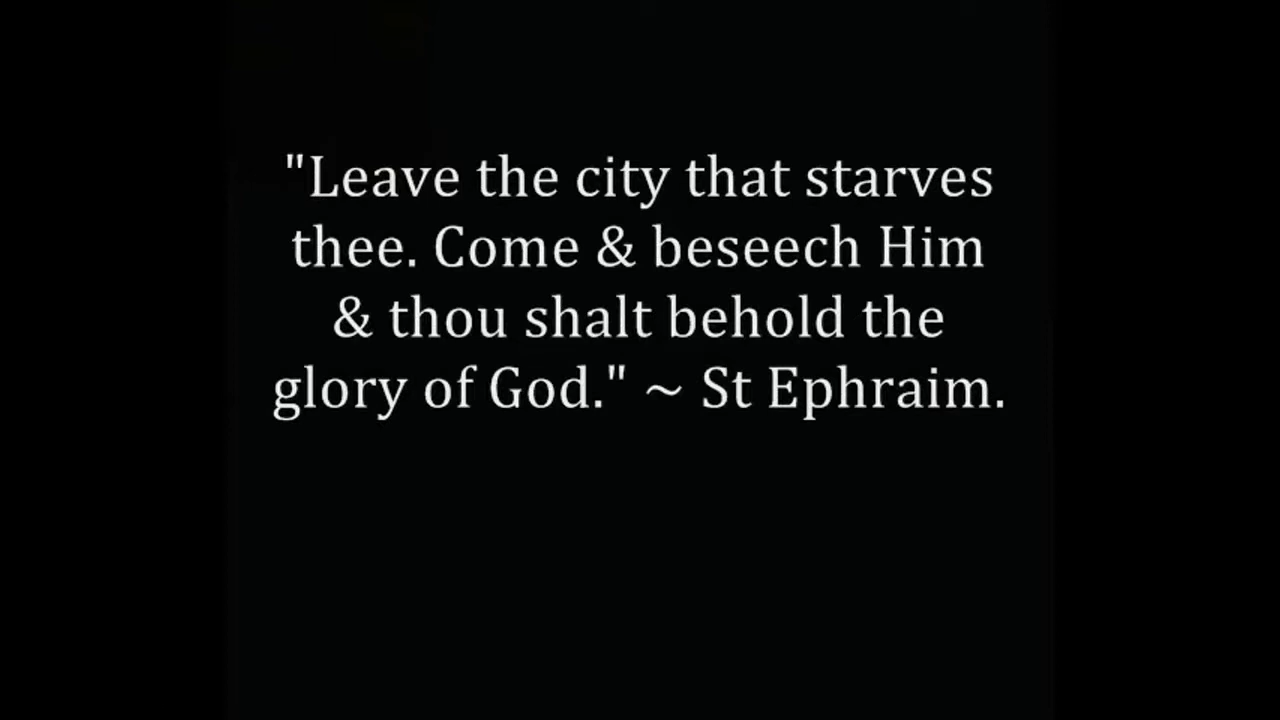 "Leave the city that starves
thee. Come & beseech Him
& thou shalt behold the
glory of God." ~ St Ephraim.